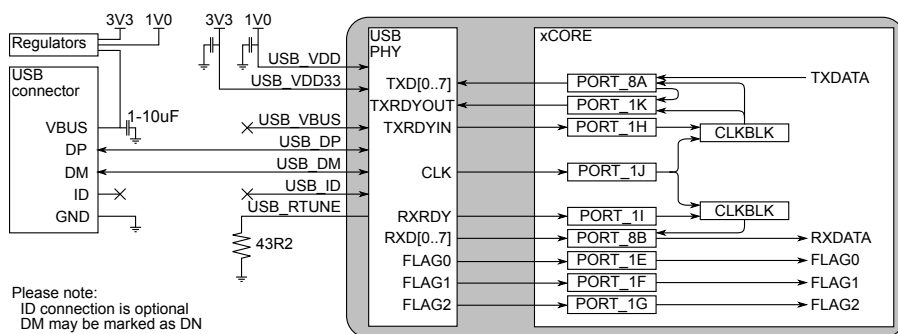 3V3 1V0
Regulators
USB
connector
VBUS
1-10uF
DP
DM
ID
GND
Please note:
ID connection is optional
DM may be marked as DN
3V3 1V0
USB_VDD
USB_VDD33
USB_VBUS
USB_DP
USB_DM
USB_ID
USB_RTUNE
43R2
USB
PHY
TXD[0..7]
TXRDYOUT
TXRDYIN
CLK
RXRDY
RXD[0..7]
FLAG0
FLAG1
FLAG2
xCORE
PORT_8A
PORT_1K
PORT_1H
PORT_1J
PORT_1I
PORT_8B
PORT_1E
PORT_1F
PORT_1G
CLKBLK
CLKBLK
TXDATA
RXDATA
FLAG0
FLAG1
FLAG2